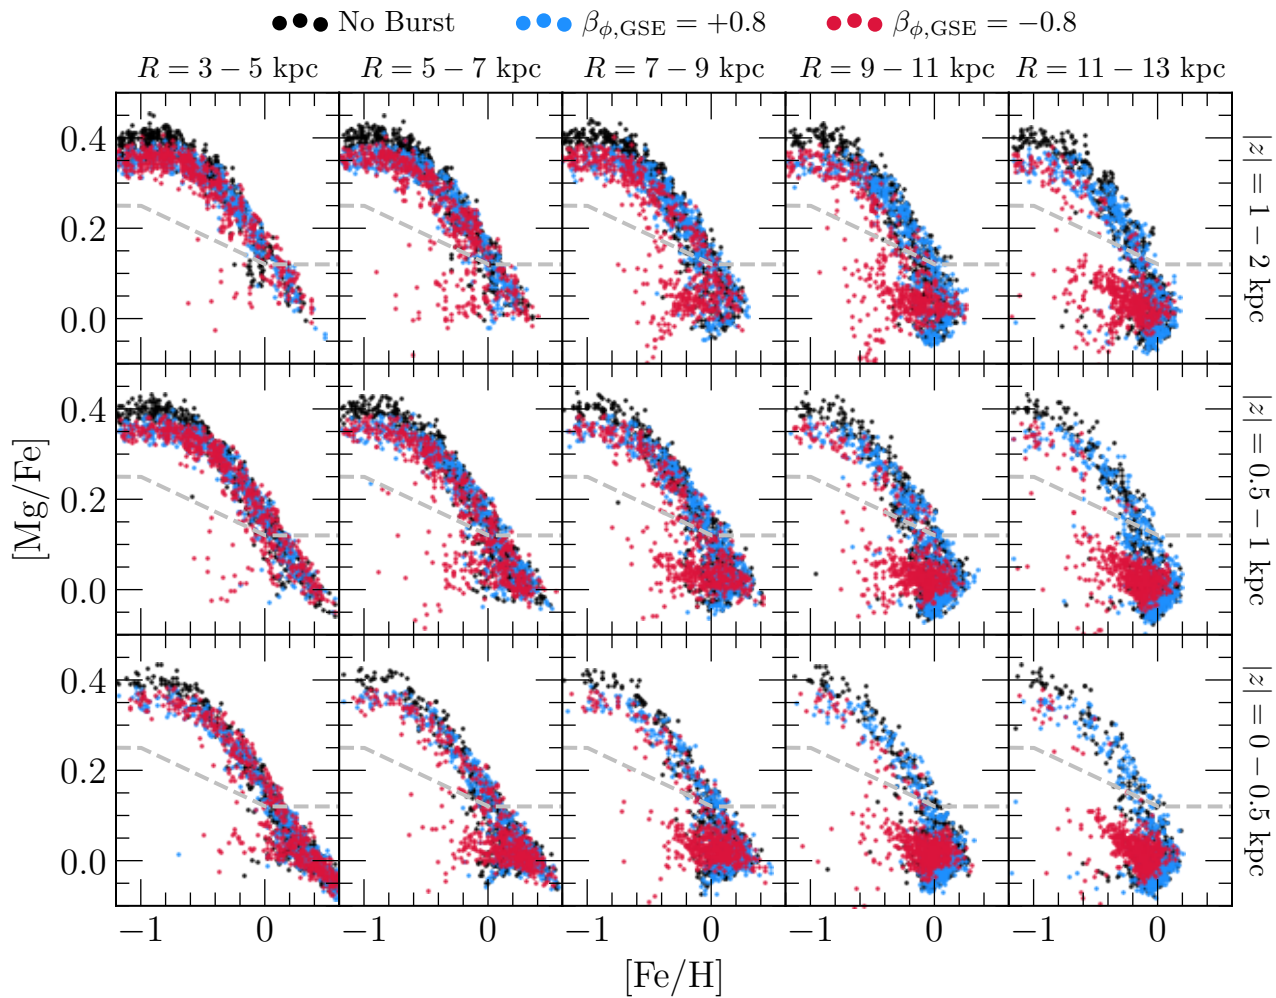 No Burst β_{ϕ,GSE} = +0.8 β_{ϕ,GSE} = −0.8
R = 3 − 5 kpc R = 5 − 7 kpc R = 7 − 9 kpc R = 9 − 11 kpc R = 11 − 13 kpc
0.4
0.2
0.0
|z| = 1 − 2 kpc
0.4
0.2
0.0
[Mg/Fe]
|z| = 0.5 − 1 kpc
0.4
0.2
0.0
|z| = 0 − 0.5 kpc
−1 0 −1 0 −1 0 −1 0 −1 0
[Fe/H]